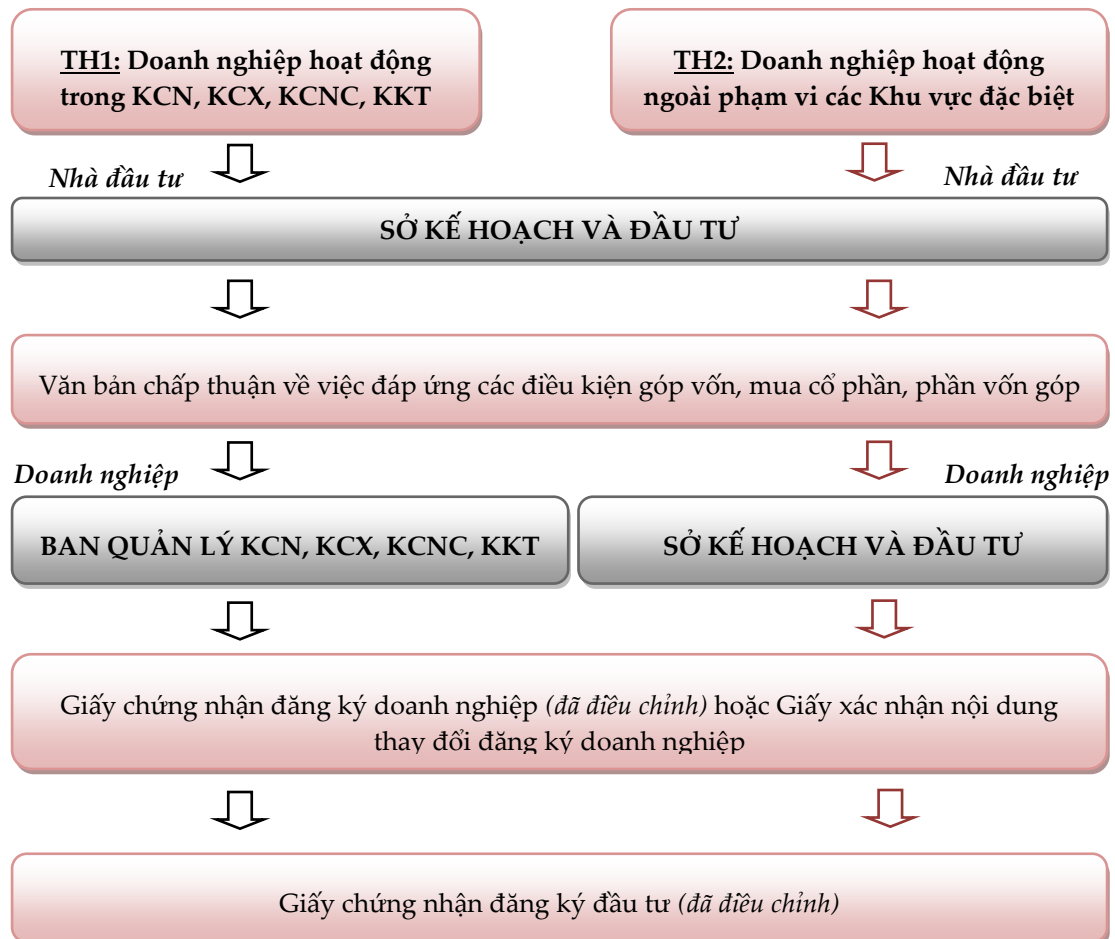 TH1: Doanh nghiệp hoạt động
trong KCN, KCX, KCNC, KKT
TH2: Doanh nghiệp hoạt động
ngoài phạm vi các Khu vực đặc biệt
Nhà đầu tư
Nhà đầu tư
SỞ KẾ HOẠCH VÀ ĐẦU TƯ
Văn bản chấp thuận về việc đáp ứng các điều kiện góp vốn, mua cổ phần, phần vốn góp
Doanh nghiệp
Doanh nghiệp
BAN QUẢN LÝ KCN, KCX, KCNC, KKT
SỞ KẾ HOẠCH VÀ ĐẦU TƯ
Giấy chứng nhận đăng ký doanh nghiệp (đã điều chỉnh) hoặc Giấy xác nhận nội dung
thay đổi đăng ký doanh nghiệp
Giấy chứng nhận đăng ký đầu tư (đã điều chỉnh)